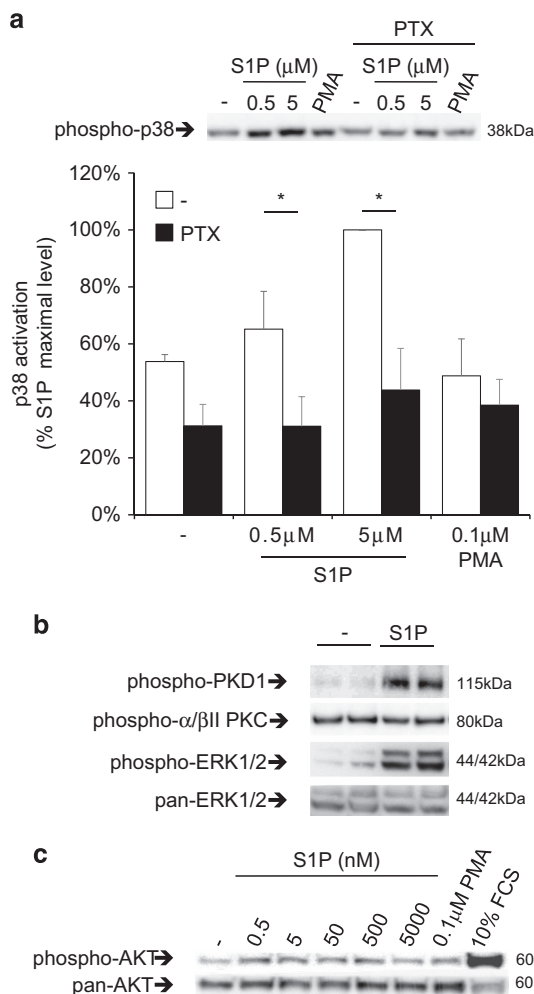 a
PTX
S1P (μM) S1P (μM)
- 0.5 5 PMA - 0.5 5 PMA
phospho-p38➔ 38kDa
p38 activation
(% S1P maximal level)
120%
100%
80%
60%
40%
20%
0%
-
PTX
* *
- 0.5μM 5μM 0.1μM
PMA
S1P
b
- S1P
phospho-PKD1➔ 115kDa
phospho-α/βII PKC➔ 80kDa
phospho-ERK1/2➔ 44/42kDa
pan-ERK1/2➔ 44/42kDa
c
S1P (nM)
- 0.5 5 50 500 5000 0.1μM PMA 10% FCS
phospho-AKT➔ 60
pan-AKT➔ 60